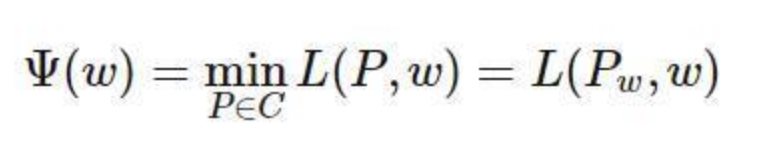 Ψ(w) = min_{P∈C} L(P, w) = L(P_w, w)